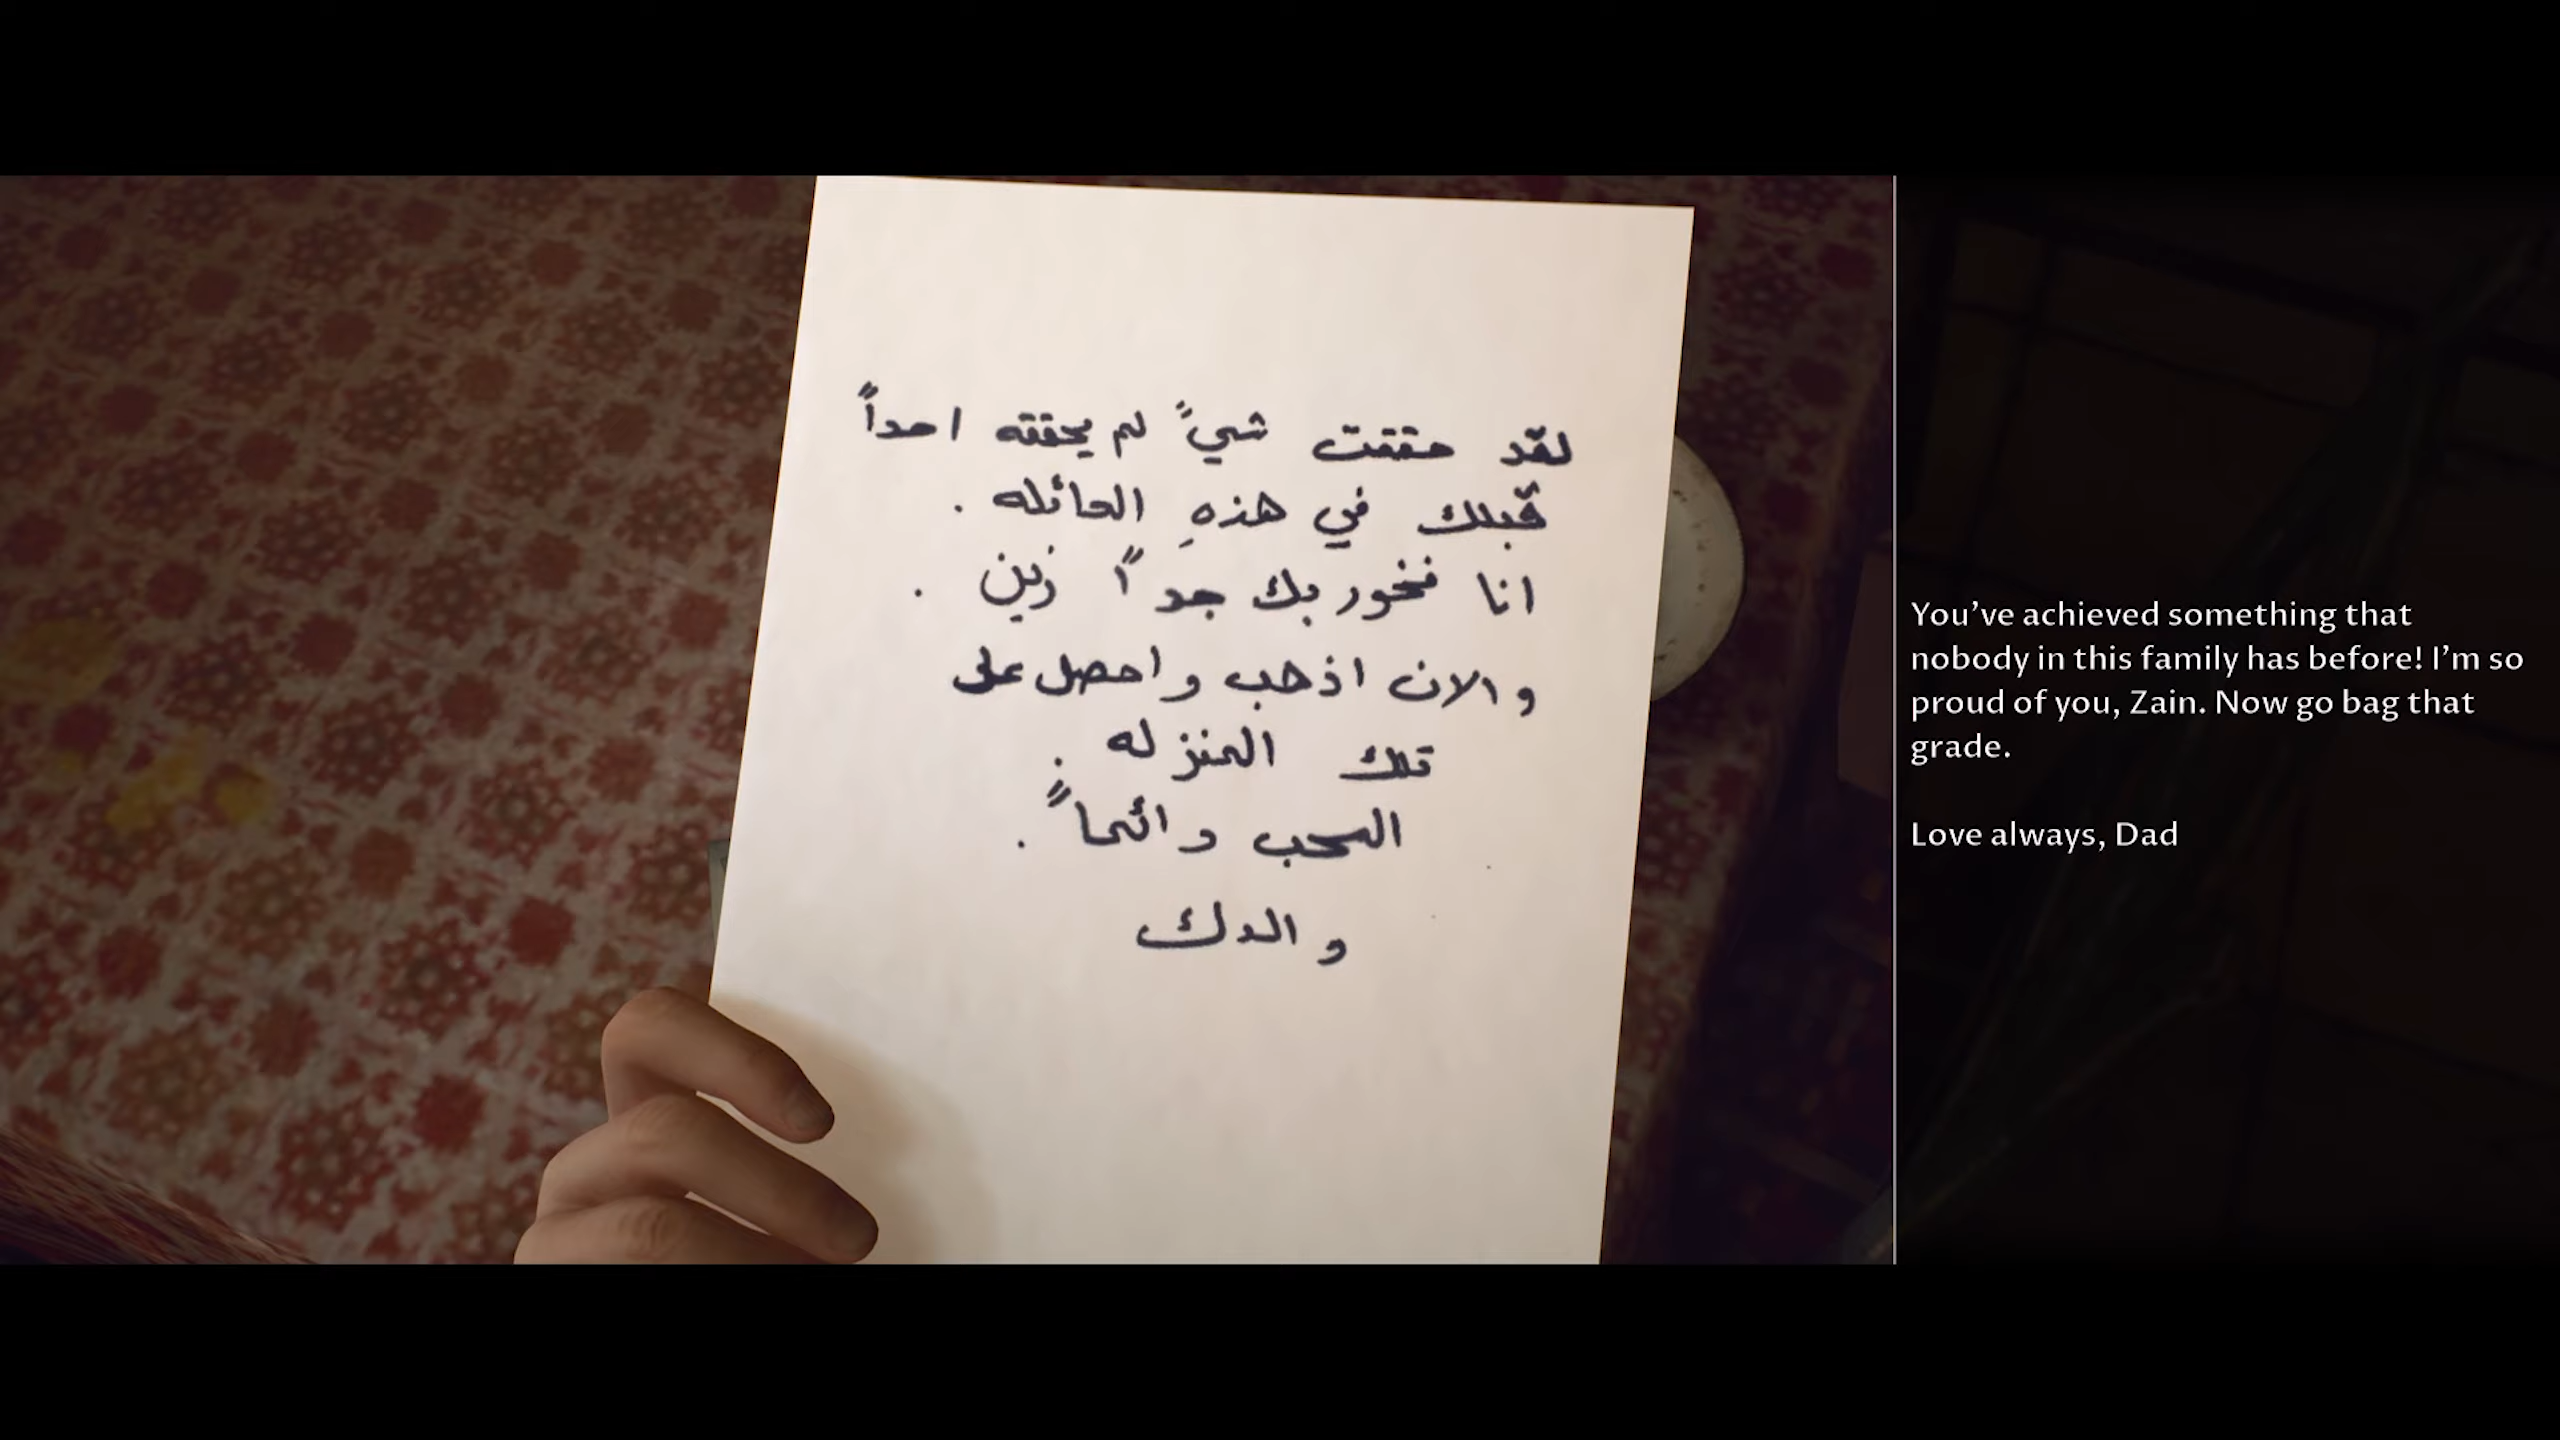 لقد حققت شيً لم يحققه احداً
قبلك في هذهِ العائله .
انا فخور بك جداً زين .
والان اذهب واحصل على
تلك المنزله .
المحب دائماً .
والدك
You've achieved something that
nobody in this family has before! I'm so
proud of you, Zain. Now go bag that
grade.
Love always, Dad